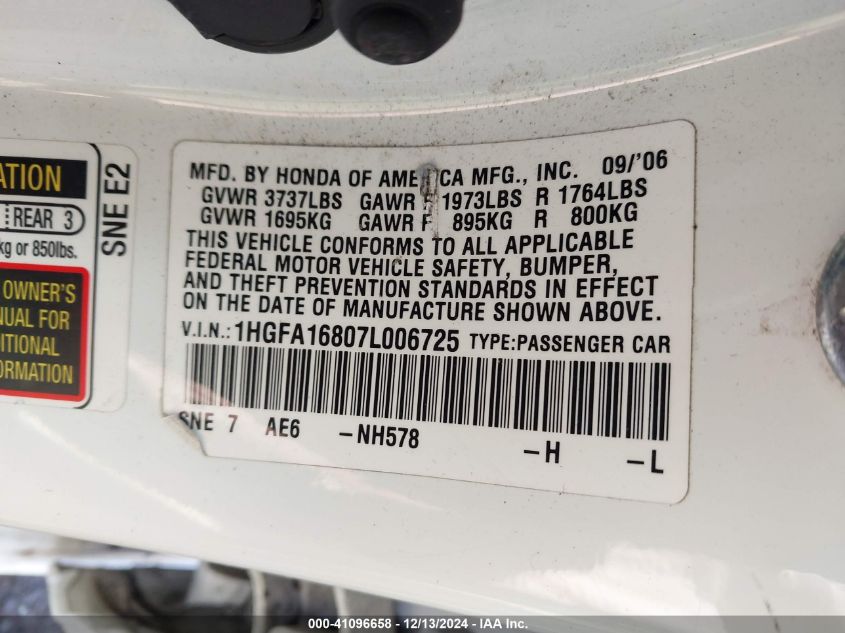 ATION
REAR 3
kg or 850lbs.
OWNER'S
NUAL FOR
DITIONAL
FORMATION
SNE E2
MFD. BY HONDA OF AMERICA MFG., INC. 09/'06
GVWR 3737LBS GAWR F 1973LBS R 1764LBS
GVWR 1695KG GAWR F 895KG R 800KG
THIS VEHICLE CONFORMS TO ALL APPLICABLE
FEDERAL MOTOR VEHICLE SAFETY, BUMPER,
AND THEFT PREVENTION STANDARDS IN EFFECT
ON THE DATE OF MANUFACTURE SHOWN ABOVE.
V.I.N.:1HGFA16807L006725 TYPE:PASSENGER CAR
SNE 7 AE6 -NH578 -H -L
000-41096658 - 12/13/2024 - IAA Inc.